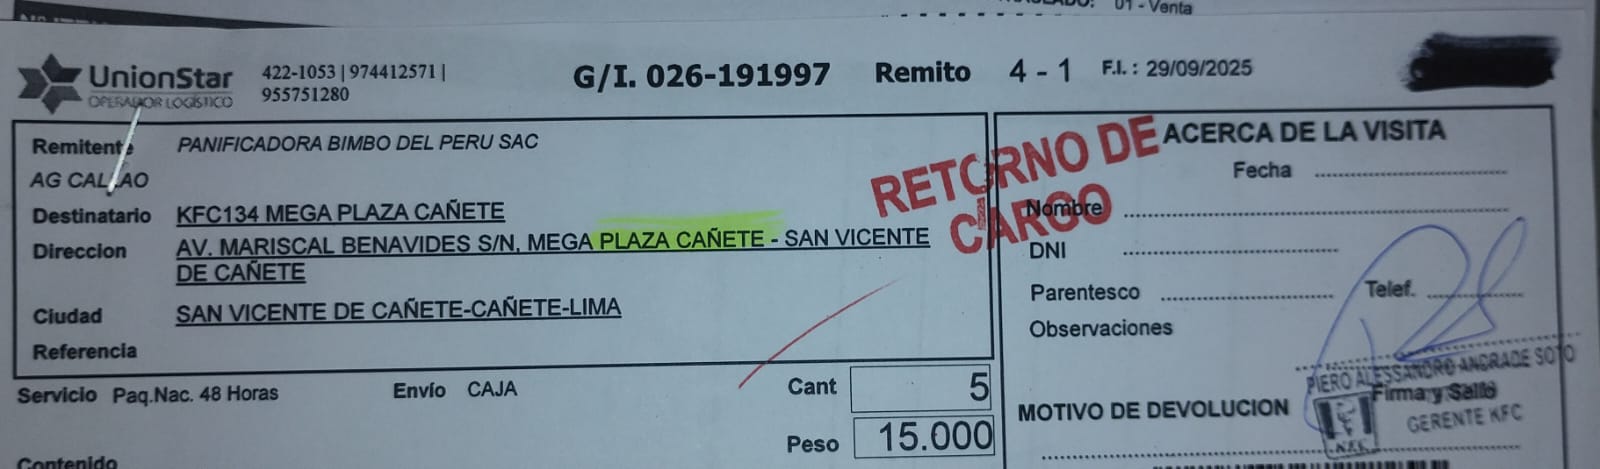 01 - Venta
UnionStar
OPERADOR LOGÍSTICO
422-1053 | 974412571 |
955751280
G/I. 026-191997 Remito 4 - 1 F.I. : 29/09/2025
Remitente PANIFICADORA BIMBO DEL PERU SAC
AG CALLAO
Destinatario KFC134 MEGA PLAZA CAÑETE
Direccion AV. MARISCAL BENAVIDES S/N, MEGA PLAZA CAÑETE - SAN VICENTE
DE CAÑETE
Ciudad SAN VICENTE DE CAÑETE-CAÑETE-LIMA
Referencia
RETORNO DE
CARGO
ACERCA DE LA VISITA
Fecha
Nombre
DNI
Parentesco Telef.
Observaciones
PIERO ALESSANDRO ANDRADE SOTO
Firma y Sello
GERENTE KFC
KFC
MOTIVO DE DEVOLUCION
Servicio Paq.Nac. 48 Horas Envío CAJA Cant 5
Peso 15.000
Contenido